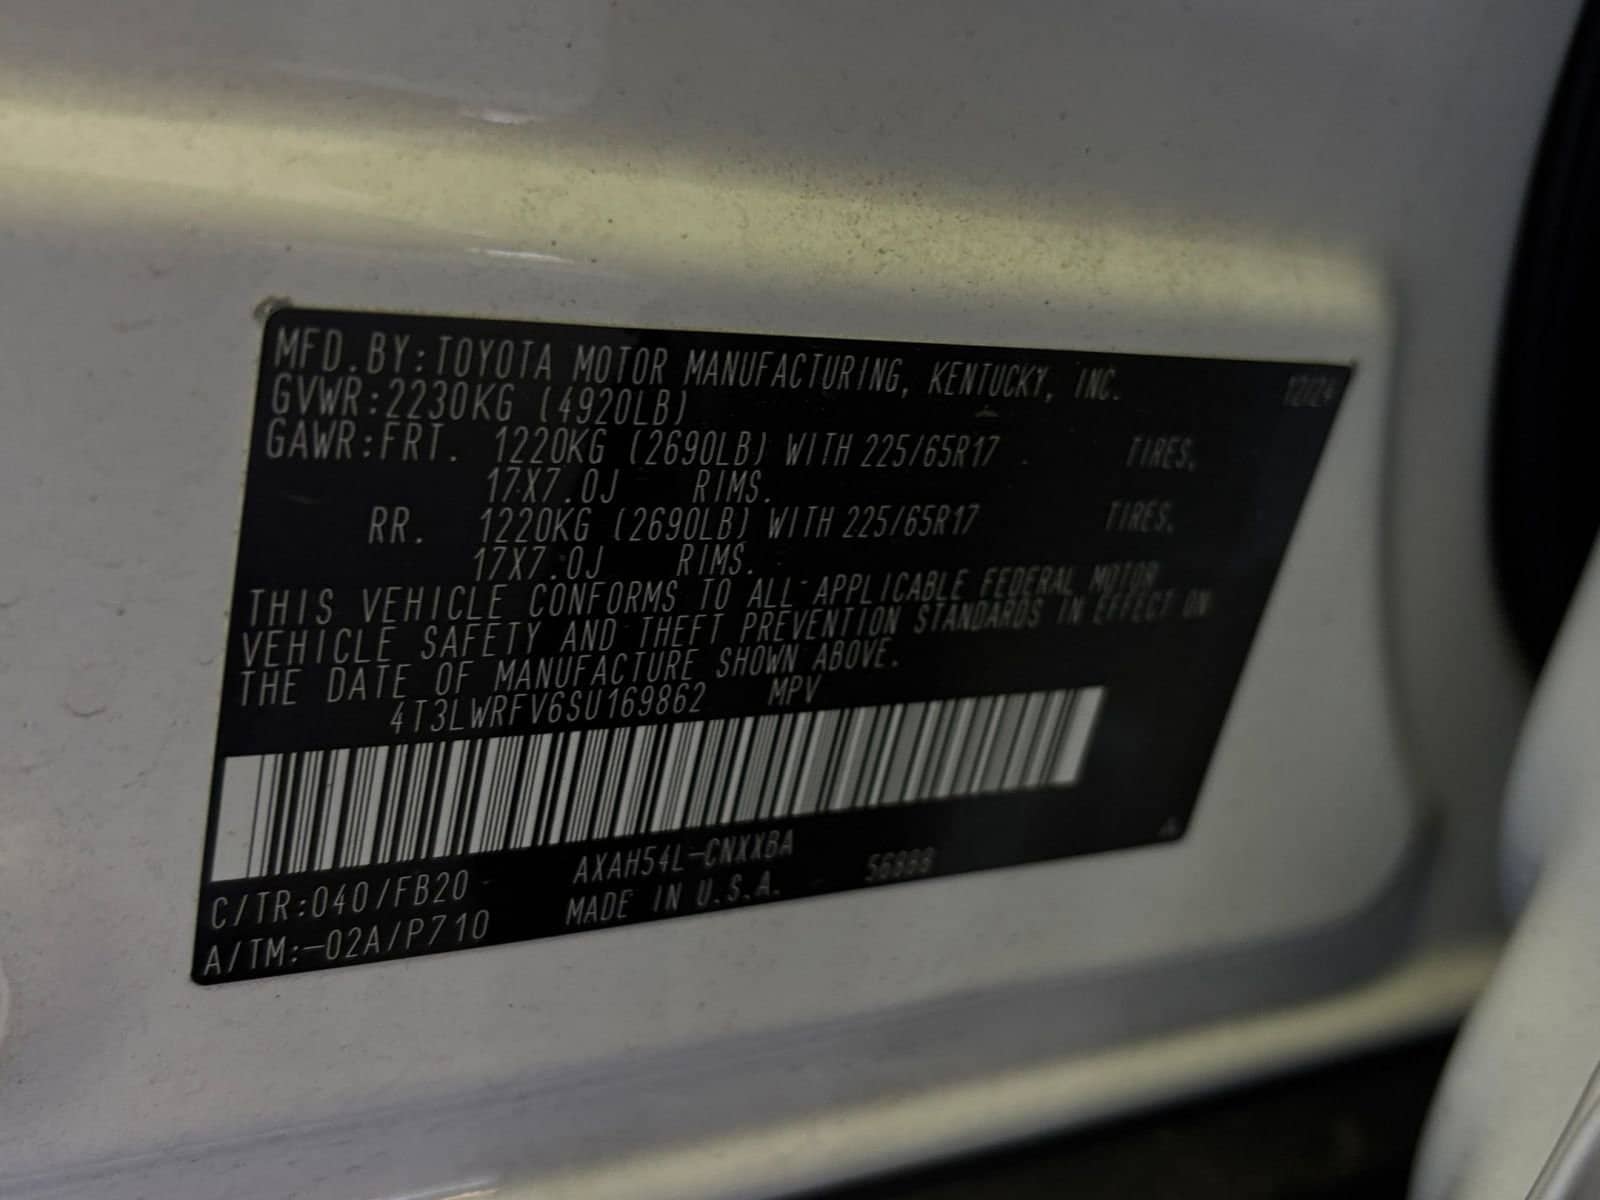 MFD.BY:TOYOTA MOTOR MANUFACTURING, KENTUCKY, INC. 12/24
GVWR:2230KG (4920LB)
GAWR:FRT. 1220KG (2690LB) WITH 225/65R17 TIRES.
17X7.0J RIMS.
RR. 1220KG (2690LB) WITH 225/65R17 TIRES.
17X7.0J RIMS.
THIS VEHICLE CONFORMS TO ALL APPLICABLE FEDERAL MOTOR
VEHICLE SAFETY AND THEFT PREVENTION STANDARDS IN EFFECT ON
THE DATE OF MANUFACTURE SHOWN ABOVE.
4T3LWRFV6SU169862 MPV
C/TR:040/FB20 AXAH54L-CNXXBA
A/TM:-02A/P710 MADE IN U.S.A.